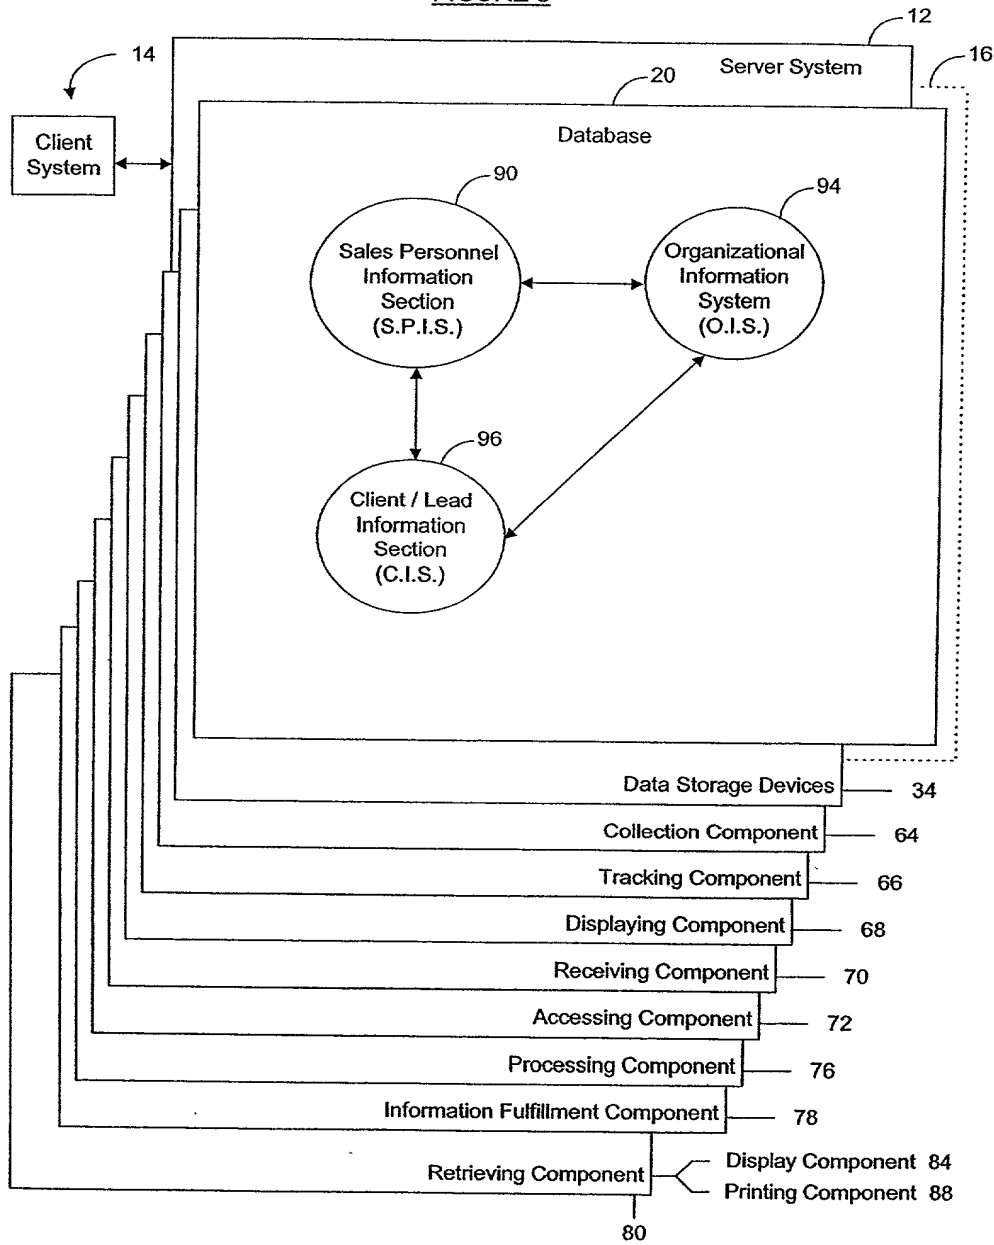 12
14
Server System
16
20
Client
System
Database
90
94
Sales Personnel
Information
Section
(S.P.I.S.)
Organizational
Information
System
(O.I.S.)
96
Client / Lead
Information
Section
(C.I.S.)
Data Storage Devices
34
Collection Component
64
Tracking Component
66
Displaying Component
68
Receiving Component
70
Accessing Component
72
Processing Component
76
Information Fulfillment Component
78
Retrieving Component
Display Component 84
Printing Component 88
80